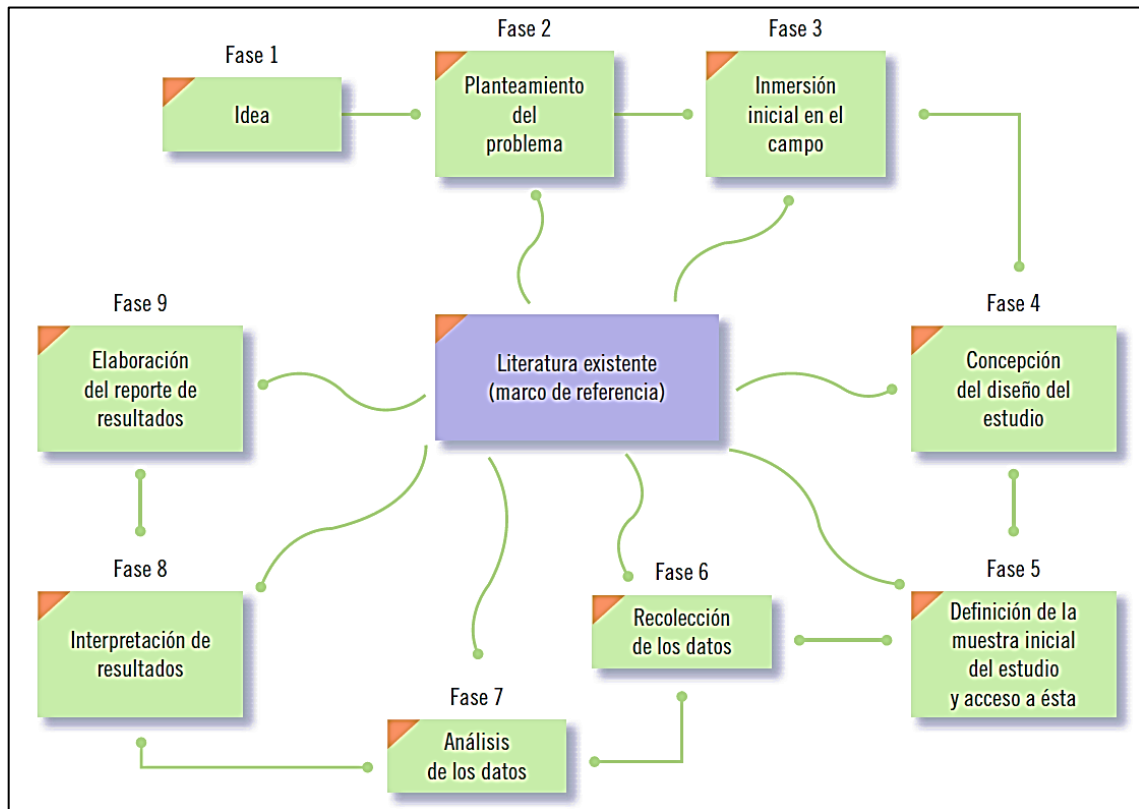 Fase 1
Idea
Fase 2
Planteamiento
del
problema
Fase 3
Inmersión
inicial en el
campo
Fase 9
Elaboración
del reporte de
resultados
Literatura existente
(marco de referencia)
Fase 4
Concepción
del diseño del
estudio
Fase 8
Interpretación de
resultados
Fase 7
Análisis
de los datos
Fase 6
Recolección
de los datos
Fase 5
Definición de la
muestra inicial
del estudio
y acceso a ésta